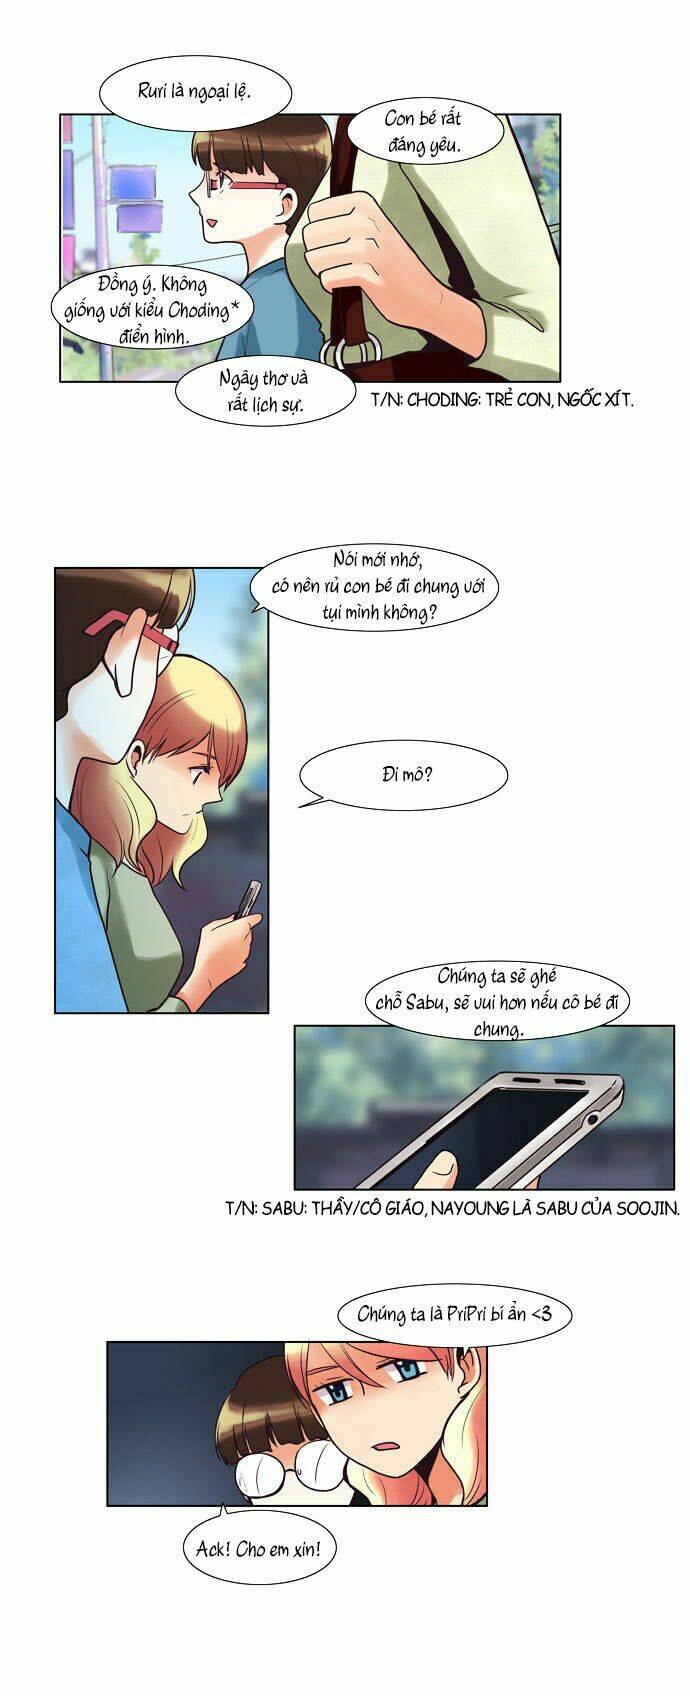 Ruri là ngoại lệ.
Con bé rất
đáng yêu.
Đồng ý. Không
giống với kiểu Choding*
điển hình.
Ngây thơ và
rất lịch sự.
T/N: CHODING: TRẺ CON, NGỐC XÍT.
Nói mới nhớ,
có nên rủ con bé đi chung với
tụi mình không?
Đi mô?
Chúng ta sẽ ghé
chỗ Sabu, sẽ vui hơn nếu cô bé đi
chung.
T/N: SABU: THẦY/CÔ GIÁO, NAYOUNG LÀ SABU CỦA SOOJIN.
Chúng ta là PriPri bí ẩn <3
Ack! Cho em xin!